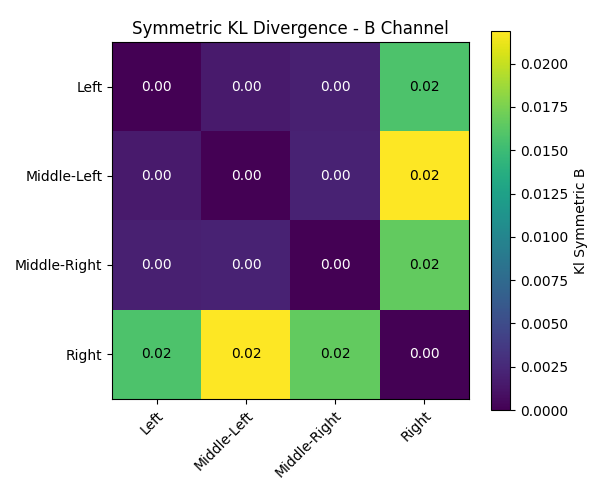 Symmetric KL Divergence - B Channel
Left
0.00 0.00 0.00 0.02
Middle-Left
0.00 0.00 0.00 0.02
Middle-Right
0.00 0.00 0.00 0.02
Right
0.02 0.02 0.02 0.00
Left
Middle-Left
Middle-Right
Right
0.0200
0.0175
0.0150
0.0125
0.0100
0.0075
0.0050
0.0025
0.0000
Kl Symmetric B